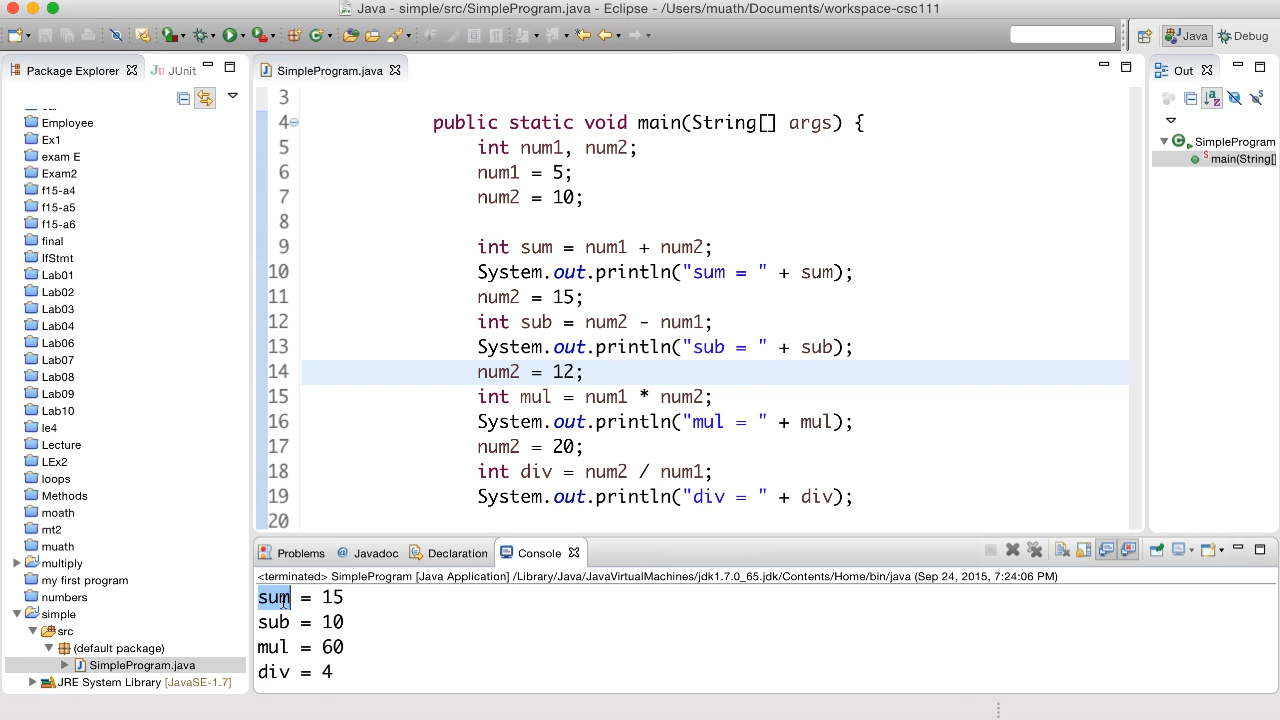 Java - simple/src/SimpleProgram.java - Eclipse - /Users/muath/Documents/workspace-csc111
Java
Debug
Package Explorer
JUnit
Employee
Ex1
exam E
Exam2
f15-a4
f15-a5
f15-a6
final
IfStmt
Lab01
Lab02
Lab03
Lab04
Lab06
Lab07
Lab08
Lab09
Lab10
le4
Lecture
LEx2
loops
Methods
moath
mt2
muath
multiply
my first program
numbers
simple
src
(default package)
SimpleProgram.java
JRE System Library [JavaSE-1.7]
SimpleProgram.java
3
4 public static void main(String[] args) {
5 int num1, num2;
6 num1 = 5;
7 num2 = 10;
8
9 int sum = num1 + num2;
10 System.out.println("sum = " + sum);
11 num2 = 15;
12 int sub = num2 - num1;
13 System.out.println("sub = " + sub);
14 num2 = 12;
15 int mul = num1 * num2;
16 System.out.println("mul = " + mul);
17 num2 = 20;
18 int div = num2 / num1;
19 System.out.println("div = " + div);
20
Out
SimpleProgram
main(String[]
Problems
@ Javadoc
Declaration
Console
<terminated> SimpleProgram [Java Application] /Library/Java/JavaVirtualMachines/jdk1.7.0_65.jdk/Contents/Home/bin/java (Sep 24, 2015, 7:24:06 PM)
sum = 15
sub = 10
mul = 60
div = 4